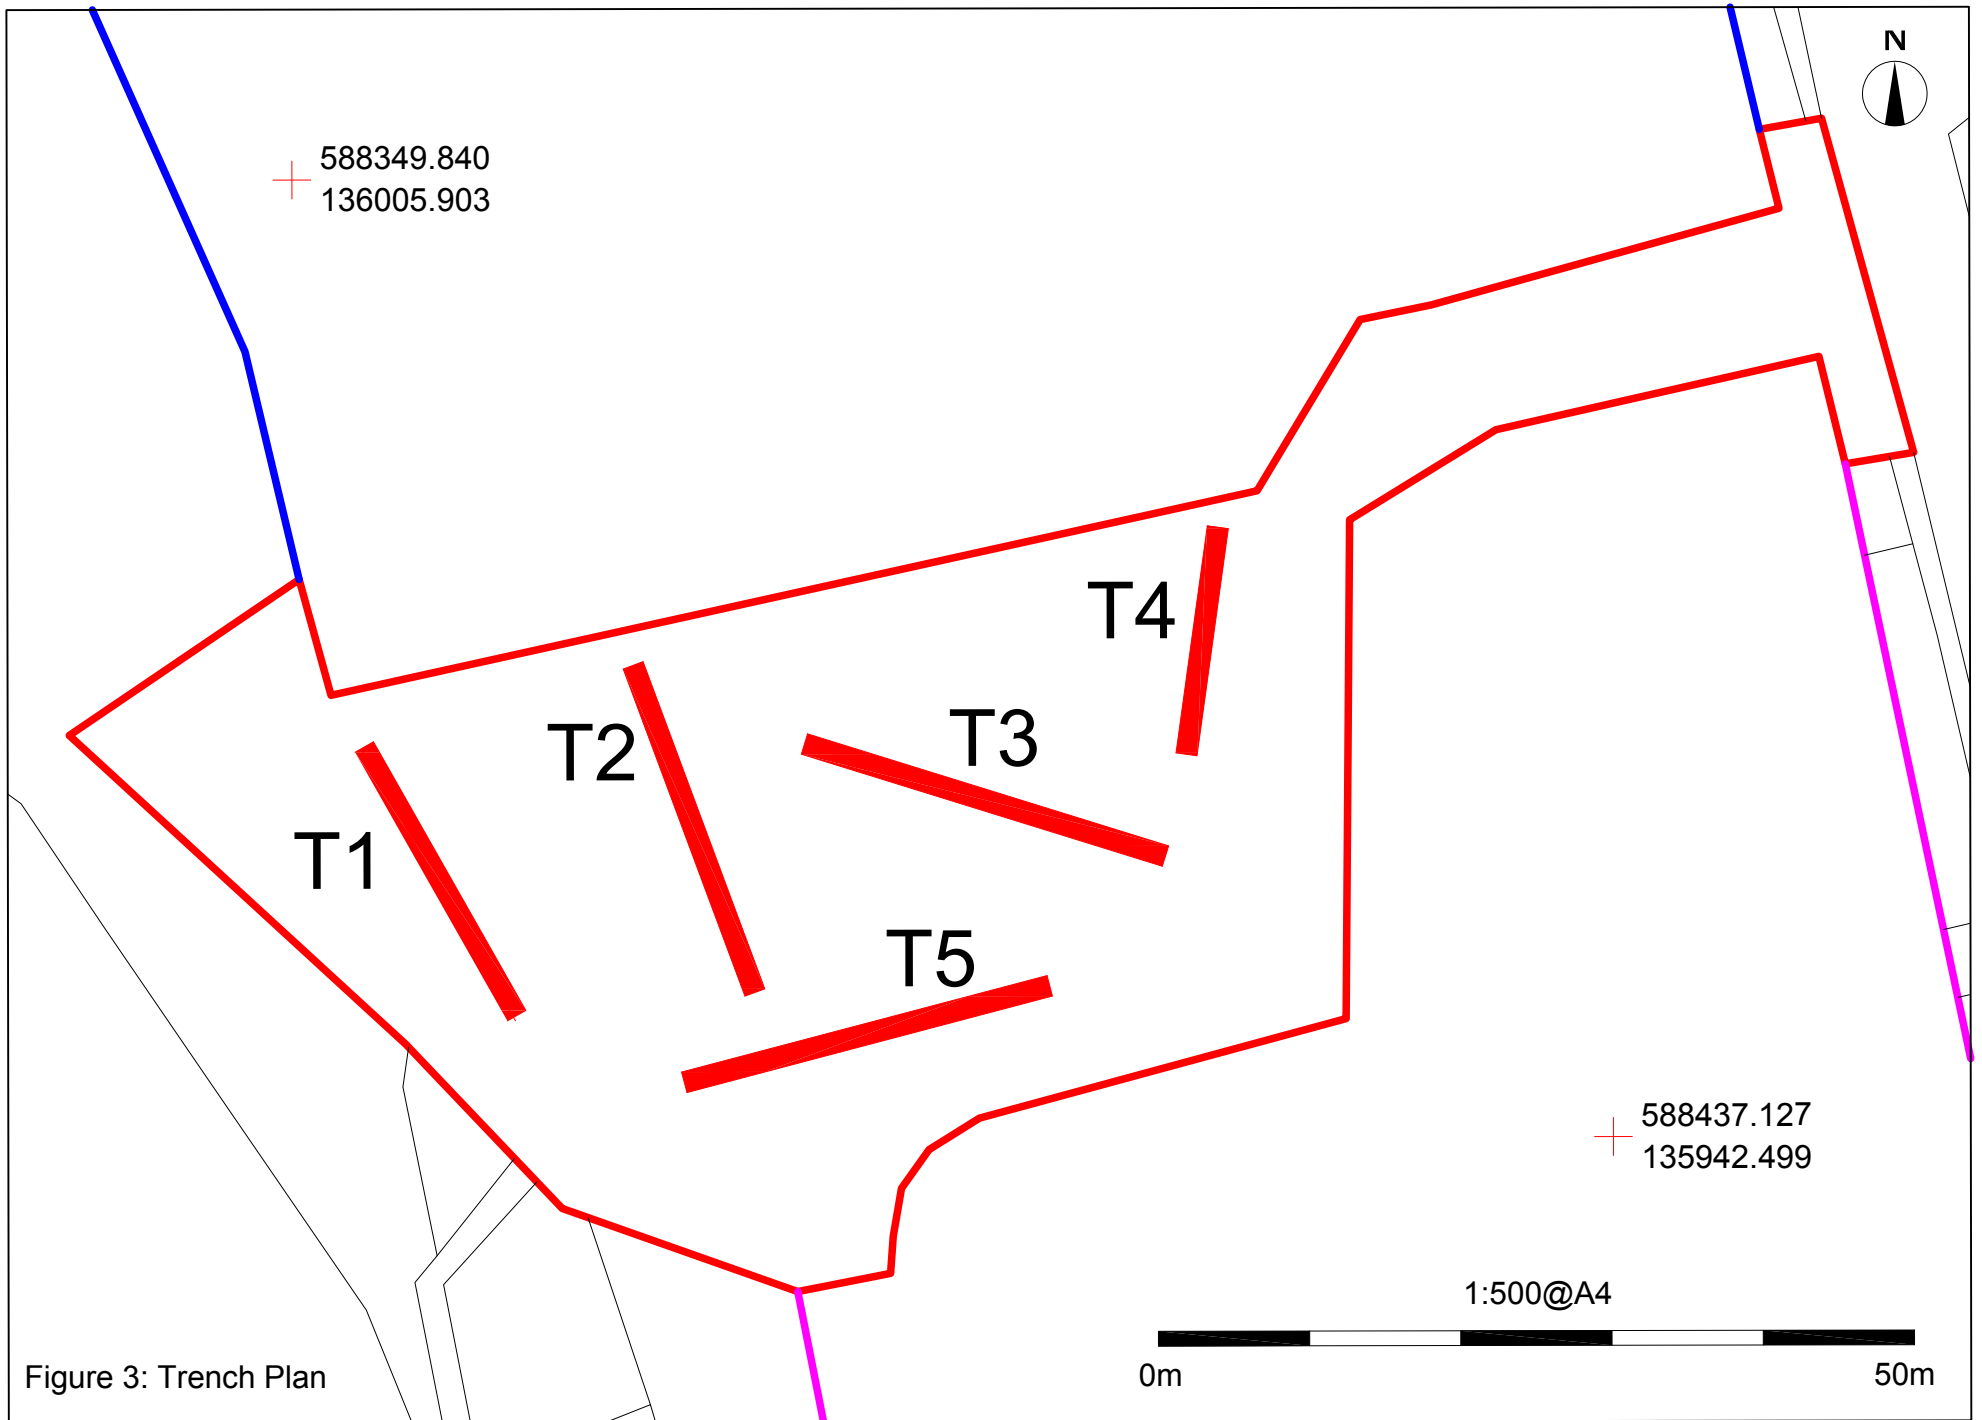 N
588349.840
136005.903
T4
T3
T2
T1
T5
588437.127
135942.499
1:500@A4
0m
50m
Figure 3: Trench Plan